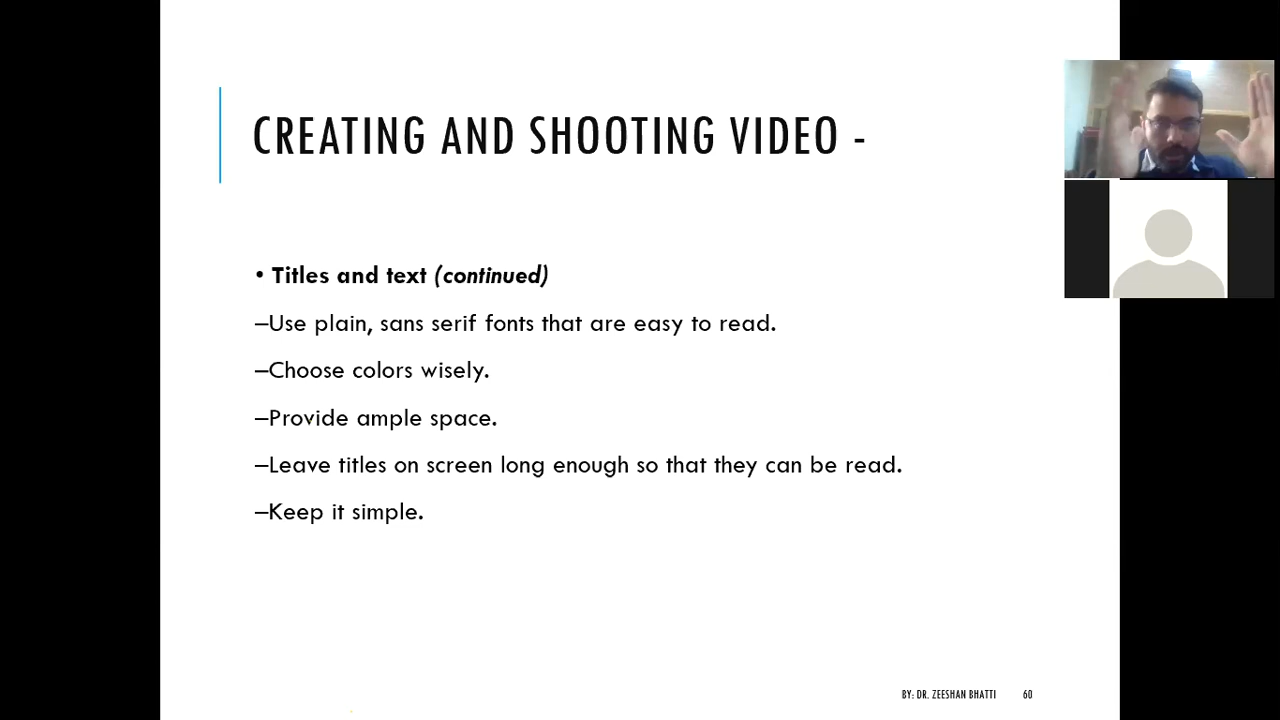 CREATING AND SHOOTING VIDEO -
• Titles and text (continued)
–Use plain, sans serif fonts that are easy to read.
–Choose colors wisely.
–Provide ample space.
–Leave titles on screen long enough so that they can be read.
–Keep it simple.
BY: DR. ZEESHAN BHATTI 60